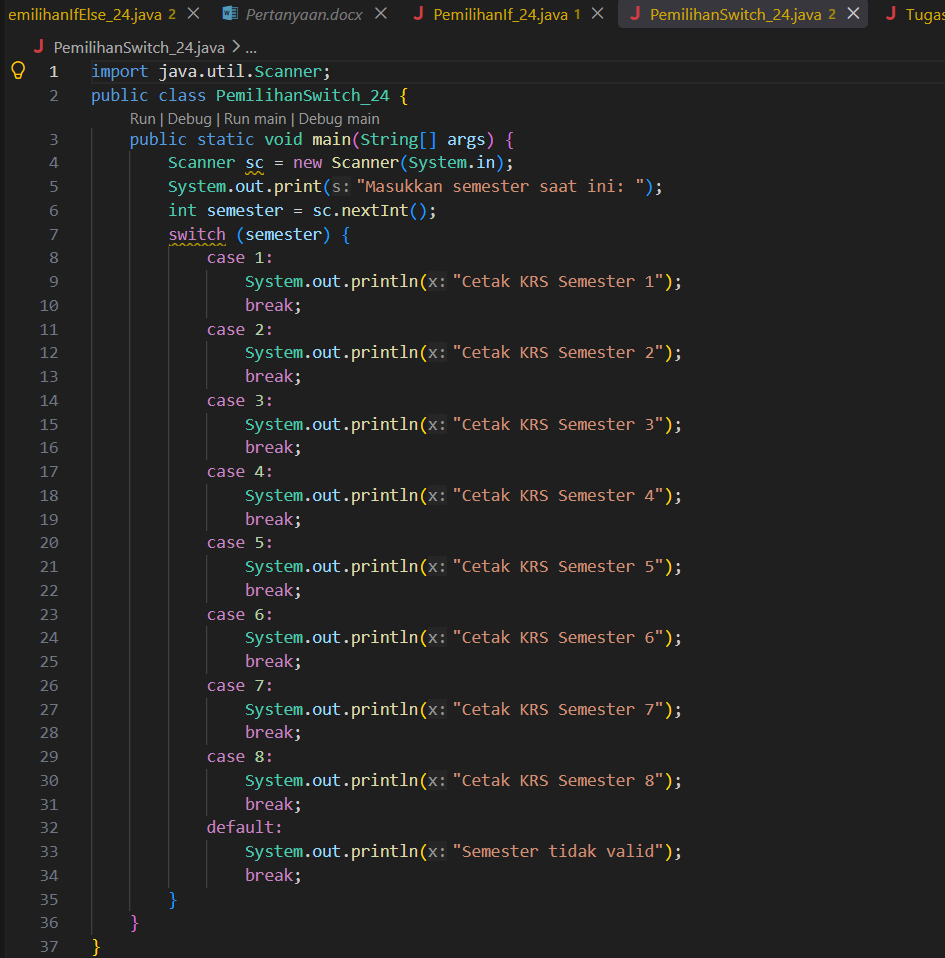 emilihanIfElse_24.java 2 Pertanyaan.docx PemilihanIf_24.java 1 PemilihanSwitch_24.java 2 Tugas
PemilihanSwitch_24.java > ...
1 import java.util.Scanner;
2 public class PemilihanSwitch_24 {
Run | Debug | Run main | Debug main
3 public static void main(String[] args) {
4 Scanner sc = new Scanner(System.in);
5 System.out.print(s: "Masukkan semester saat ini: ");
6 int semester = sc.nextInt();
7 switch (semester) {
8 case 1:
9 System.out.println(x: "Cetak KRS Semester 1");
10 break;
11 case 2:
12 System.out.println(x: "Cetak KRS Semester 2");
13 break;
14 case 3:
15 System.out.println(x: "Cetak KRS Semester 3");
16 break;
17 case 4:
18 System.out.println(x: "Cetak KRS Semester 4");
19 break;
20 case 5:
21 System.out.println(x: "Cetak KRS Semester 5");
22 break;
23 case 6:
24 System.out.println(x: "Cetak KRS Semester 6");
25 break;
26 case 7:
27 System.out.println(x: "Cetak KRS Semester 7");
28 break;
29 case 8:
30 System.out.println(x: "Cetak KRS Semester 8");
31 break;
32 default:
33 System.out.println(x: "Semester tidak valid");
34 break;
35 }
36 }
37 }